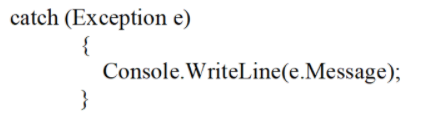 catch (Exception e)
{
Console.WriteLine(e.Message);
}